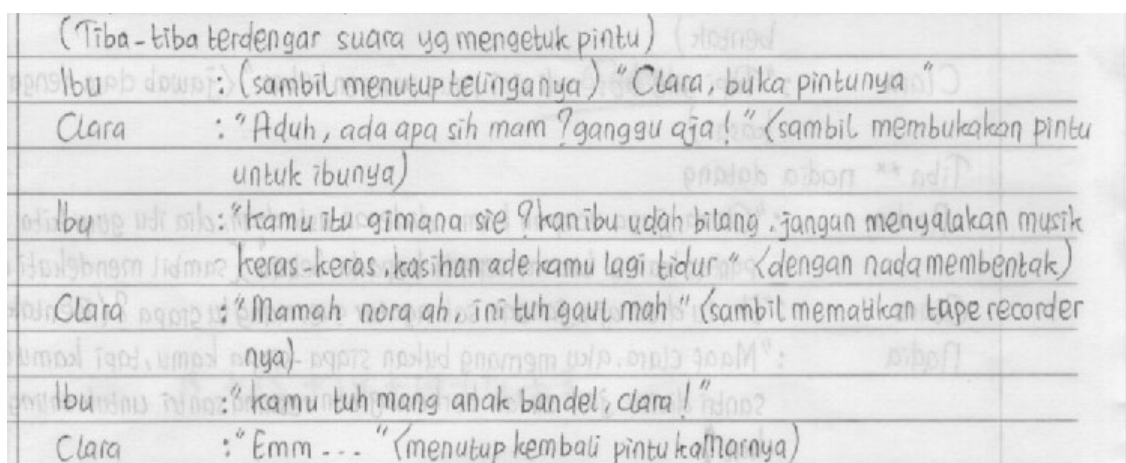 (Tiba-tiba terdengar suara yg mengetuk pintu)
Ibu : (sambil menutup telinganya) "Clara, buka pintunya"
Clara : "Aduh, ada apa sih mam ? ganggu aja !" (sambil membukakan pintu
untuk ibunya)
Ibu : "kamu itu gimana sie ? kan ibu udah bilang. jangan menyalakan musik
keras-keras, kasihan ade kamu lagi tidur" (dengan nada membentak)
Clara : "Mamah nora ah, ini tuh gaul mah" (sambil mematikan tape recorder
nya)
Ibu : "kamu tuh mang anak bandel, clara !"
Clara : "Emm ...." (menutup kembali pintu kamarnya)